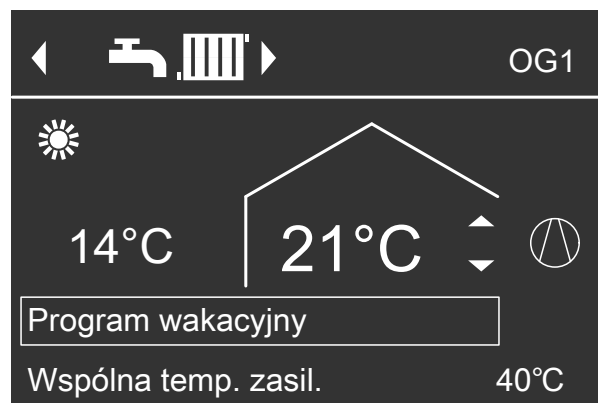 OG1
14°C
21°C
Program wakacyjny
Wspólna temp. zasil. 40°C